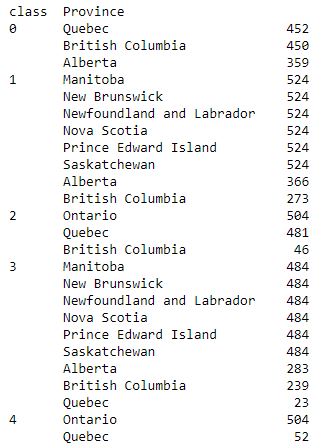 class Province
0 Quebec 452
British Columbia 450
Alberta 359
1 Manitoba 524
New Brunswick 524
Newfoundland and Labrador 524
Nova Scotia 524
Prince Edward Island 524
Saskatchewan 524
Alberta 366
British Columbia 273
2 Ontario 504
Quebec 481
British Columbia 46
3 Manitoba 484
New Brunswick 484
Newfoundland and Labrador 484
Nova Scotia 484
Prince Edward Island 484
Saskatchewan 484
Alberta 283
British Columbia 239
Quebec 23
4 Ontario 504
Quebec 52